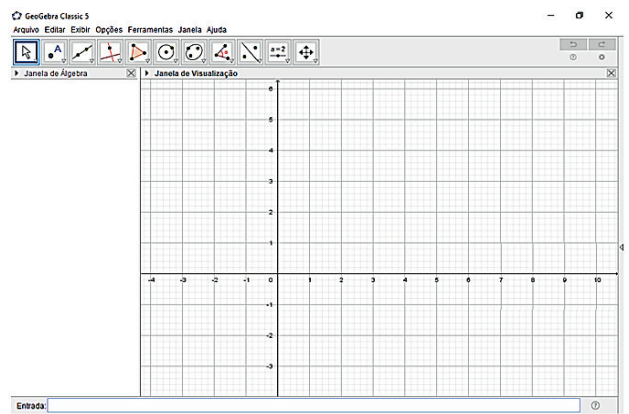 GeoGebra Classic 5
Arquivo Editar Exibir Opções Ferramentas Janela Ajuda
A
a=2
Janela de Álgebra
Janela de Visualização
6
5
4
3
2
1
-4 -3 -2 -1 0 1 2 3 4 5 6 7 8 9 10
-1
-2
-3
Entrada: